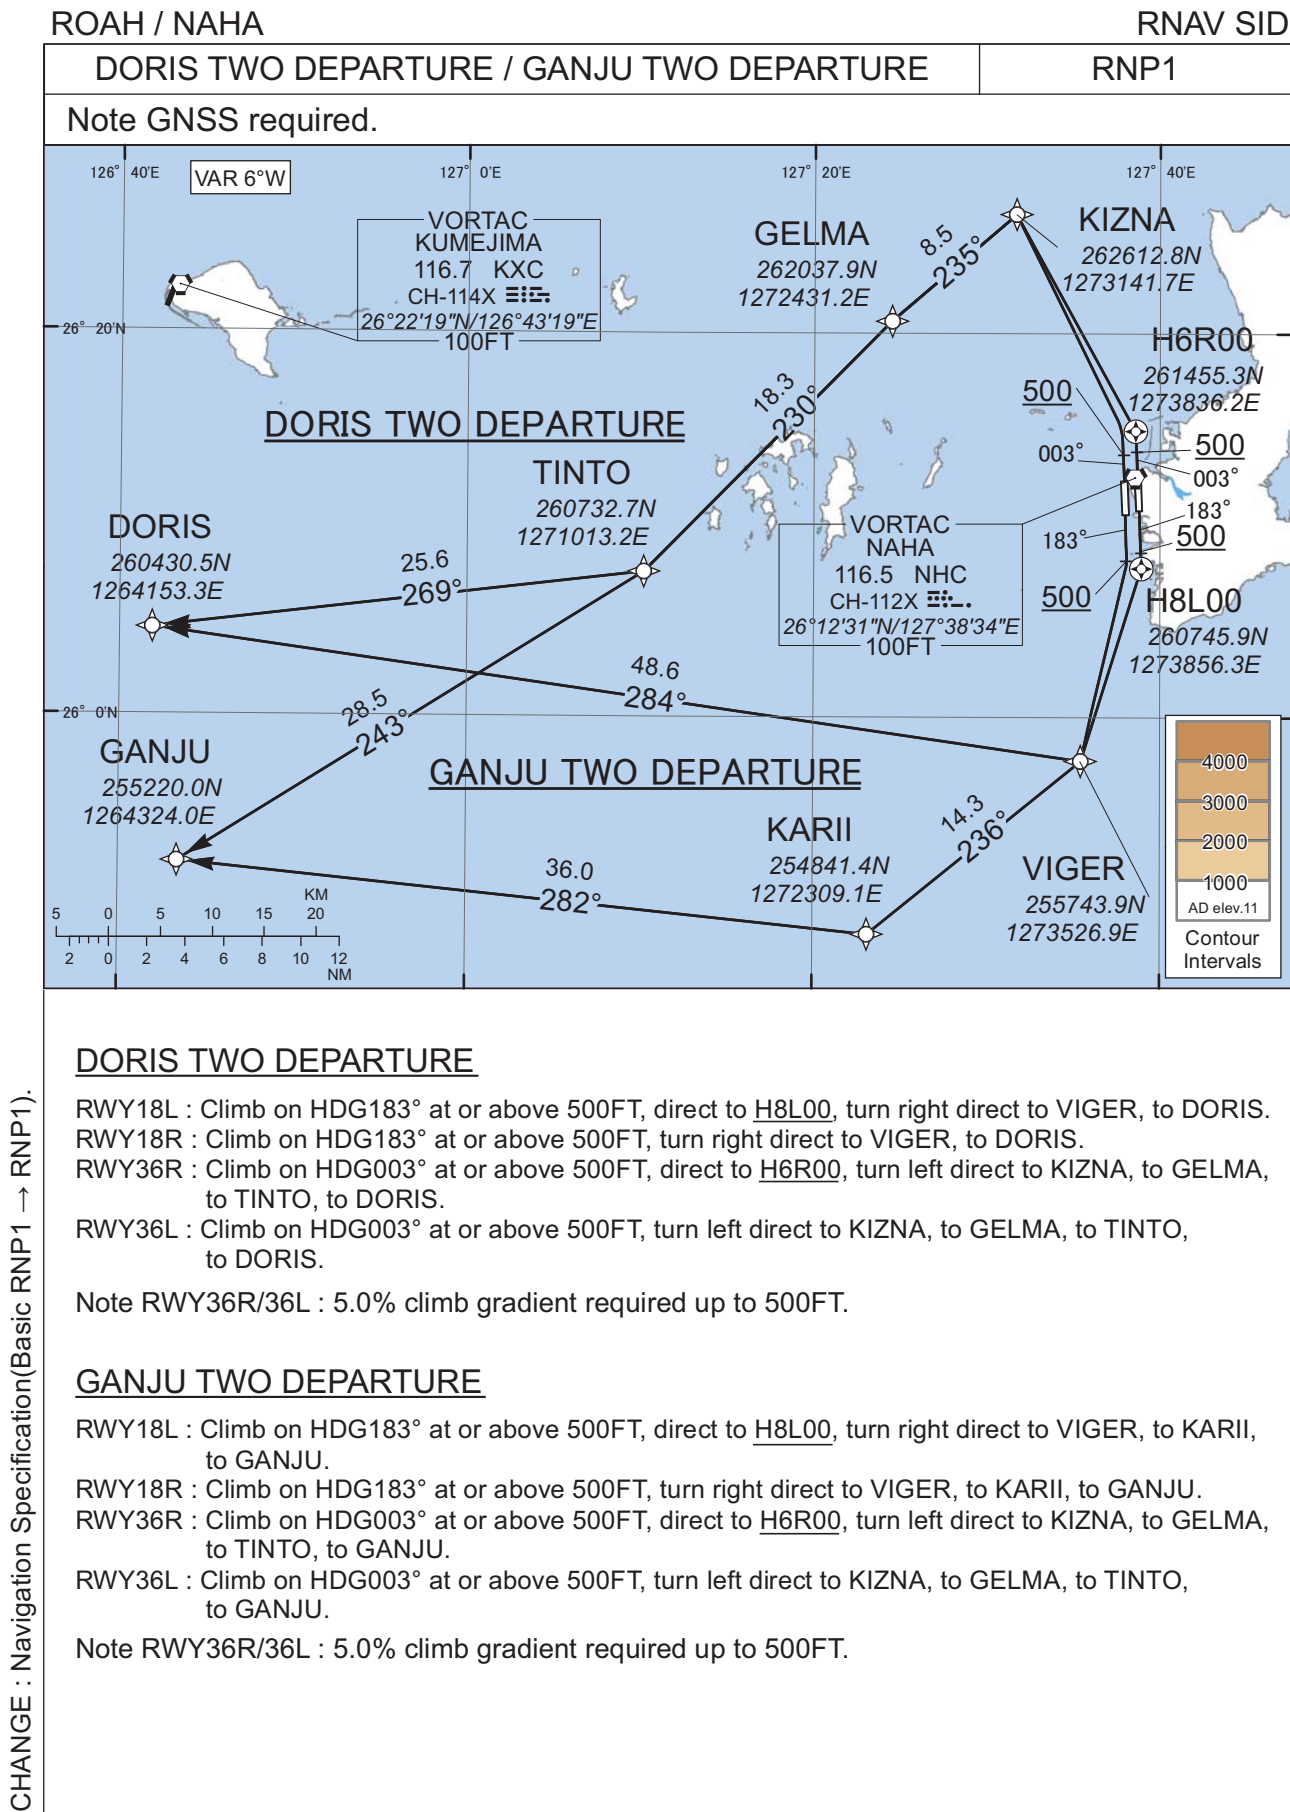 ROAH / NAHA
RNAV SID
DORIS TWO DEPARTURE / GANJU TWO DEPARTURE
RNP1
Note GNSS required.
126° 40'E
127° 0'E
127° 20'E
127° 40'E
VAR 6°W
VORTAC
KUMEJIMA
116.7 KXC
CH-114X
26°22'19"N/126°43'19"E
100FT
GELMA
262037.9N
1272431.2E
8.5
235°
KIZNA
262612.8N
1273141.7E
26° 20'N
H6R00
261455.3N
1273836.2E
18.3
230°
500
500
003°
003°
DORIS TWO DEPARTURE
TINTO
260732.7N
1271013.2E
DORIS
260430.5N
1264153.3E
25.6
269°
VORTAC
NAHA
116.5 NHC
CH-112X
26°12'31"N/127°38'34"E
100FT
183°
183°
500
500
H8L00
260745.9N
1273856.3E
48.6
284°
28.5
243°
26° 0'N
GANJU
255220.0N
1264324.0E
GANJU TWO DEPARTURE
14.3
236°
KARII
254841.4N
1272309.1E
VIGER
255743.9N
1273526.9E
36.0
282°
4000
3000
2000
1000
AD elev.11
Contour
Intervals
KM
5 0 5 10 15 20
2 0 2 4 6 8 10 12
NM
DORIS TWO DEPARTURE
RWY18L : Climb on HDG183° at or above 500FT, direct to H8L00, turn right direct to VIGER, to DORIS.
RWY18R : Climb on HDG183° at or above 500FT, turn right direct to VIGER, to DORIS.
RWY36R : Climb on HDG003° at or above 500FT, direct to H6R00, turn left direct to KIZNA, to GELMA,
to TINTO, to DORIS.
RWY36L : Climb on HDG003° at or above 500FT, turn left direct to KIZNA, to GELMA, to TINTO,
to DORIS.
Note RWY36R/36L : 5.0% climb gradient required up to 500FT.
GANJU TWO DEPARTURE
RWY18L : Climb on HDG183° at or above 500FT, direct to H8L00, turn right direct to VIGER, to KARII,
to GANJU.
RWY18R : Climb on HDG183° at or above 500FT, turn right direct to VIGER, to KARII, to GANJU.
RWY36R : Climb on HDG003° at or above 500FT, direct to H6R00, turn left direct to KIZNA, to GELMA,
to TINTO, to GANJU.
RWY36L : Climb on HDG003° at or above 500FT, turn left direct to KIZNA, to GELMA, to TINTO,
to GANJU.
Note RWY36R/36L : 5.0% climb gradient required up to 500FT.
CHANGE : Navigation Specification(Basic RNP1 → RNP1).